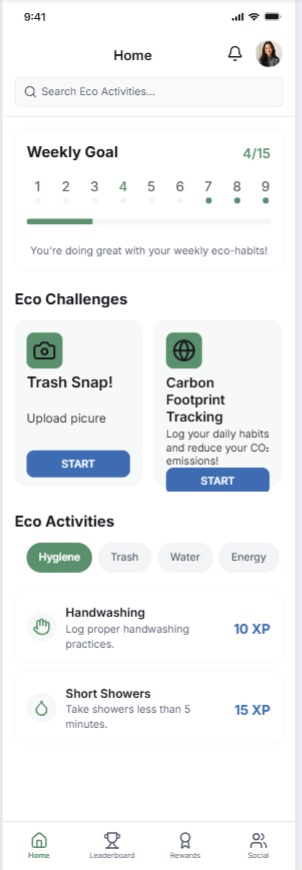 9:41
Home
Search Eco Activities...
Weekly Goal
4/15
1 2 3 4 5 6 7 8 9
You're doing great with your weekly eco-habits!
Eco Challenges
Trash Snap!
Upload picure
START
Carbon
Footprint
Tracking
Log your daily habits
and reduce your CO₂
emissions!
START
Eco Activities
Hygiene Trash Water Energy
Handwashing
Log proper handwashing
practices.
10 XP
Short Showers
Take showers less than 5
minutes.
15 XP
Home Leaderboard Rewards Social